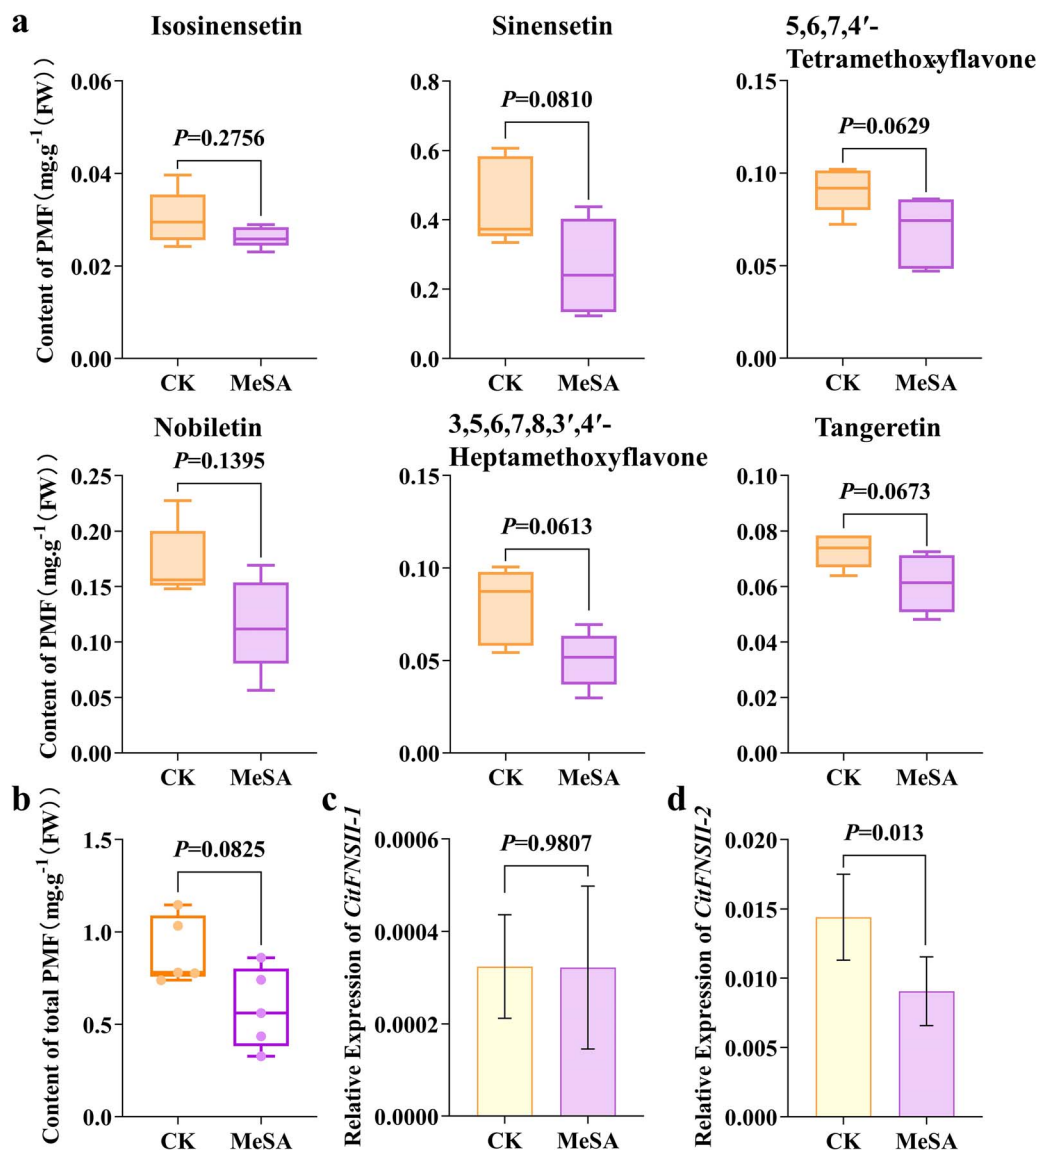 a
Isosinensetin
Sinensetin
5,6,7,4′-
Tetramethoxyflavone
Content of PMF(mg.g⁻¹(FW))
0.06
0.04
0.02
0.00
P=0.2756
CK
MeSA
0.8
0.6
0.4
0.2
0.0
P=0.0810
CK
MeSA
0.15
0.10
0.05
0.00
P=0.0629
CK
MeSA
Nobiletin
3,5,6,7,8,3′,4′-
Heptamethoxyflavone
Tangeretin
Content of PMF(mg.g⁻¹(FW))
0.25
0.20
0.15
0.10
0.05
0.00
P=0.1395
CK
MeSA
0.15
0.10
0.05
0.00
P=0.0613
CK
MeSA
0.10
0.08
0.06
0.04
0.02
0.00
P=0.0673
CK
MeSA
b
Content of total PMF(mg.g⁻¹(FW))
1.5
1.0
0.5
0.0
P=0.0825
CK
MeSA
c
Relative Expression of CitFNSII-1
0.0006
0.0004
0.0002
0.0000
P=0.9807
CK
MeSA
d
Relative Expression of CitFNSII-2
0.020
0.015
0.010
0.005
0.000
P=0.013
CK
MeSA